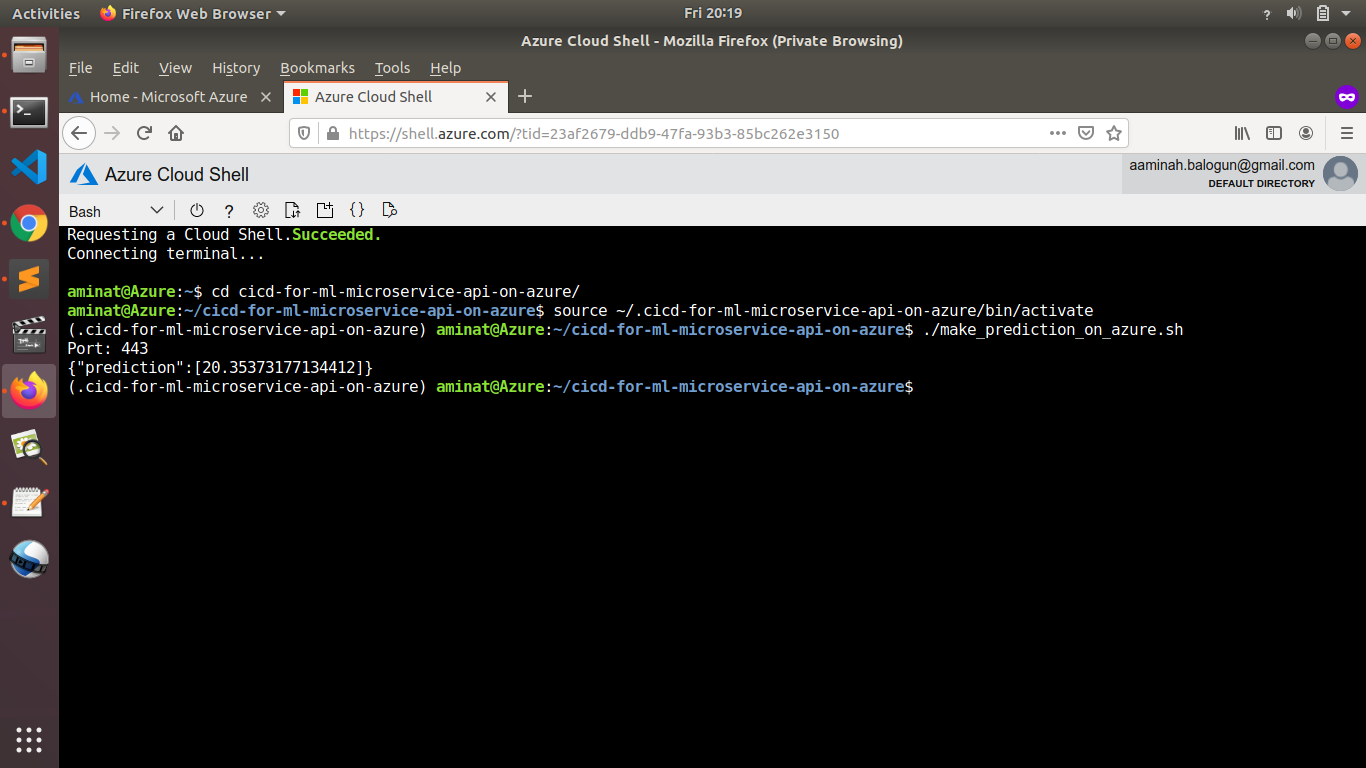 Activities Firefox Web Browser Fri 20:19 ?
Azure Cloud Shell - Mozilla Firefox (Private Browsing)
File Edit View History Bookmarks Tools Help
Home - Microsoft Azure Azure Cloud Shell
https://shell.azure.com/?tid=23af2679-ddb9-47fa-93b3-85bc262e3150
Azure Cloud Shell aaminah.balogun@gmail.com
DEFAULT DIRECTORY
Bash ? {}
Requesting a Cloud Shell.Succeeded.
Connecting terminal...
aminat@Azure:~$ cd cicd-for-ml-microservice-api-on-azure/
aminat@Azure:~/cicd-for-ml-microservice-api-on-azure$ source ~/.cicd-for-ml-microservice-api-on-azure/bin/activate
(.cicd-for-ml-microservice-api-on-azure) aminat@Azure:~/cicd-for-ml-microservice-api-on-azure$ ./make_prediction_on_azure.sh
Port: 443
{"prediction":[20.35373177134412]}
(.cicd-for-ml-microservice-api-on-azure) aminat@Azure:~/cicd-for-ml-microservice-api-on-azure$